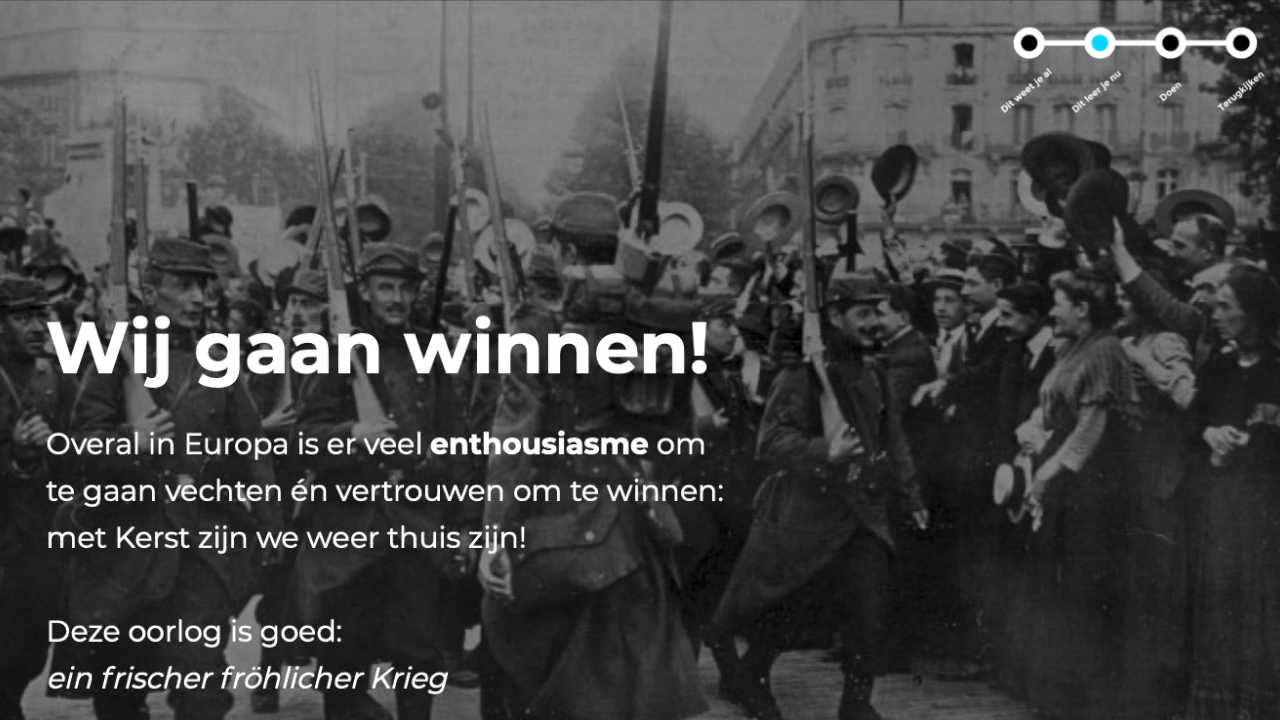 Dit weet je al
Dit leer je nu
Doen
Terugkijken
Wij gaan winnen!
Overal in Europa is er veel enthousiasme om
te gaan vechten én vertrouwen om te winnen:
met Kerst zijn we weer thuis zijn!
Deze oorlog is goed:
ein frischer fröhlicher Krieg